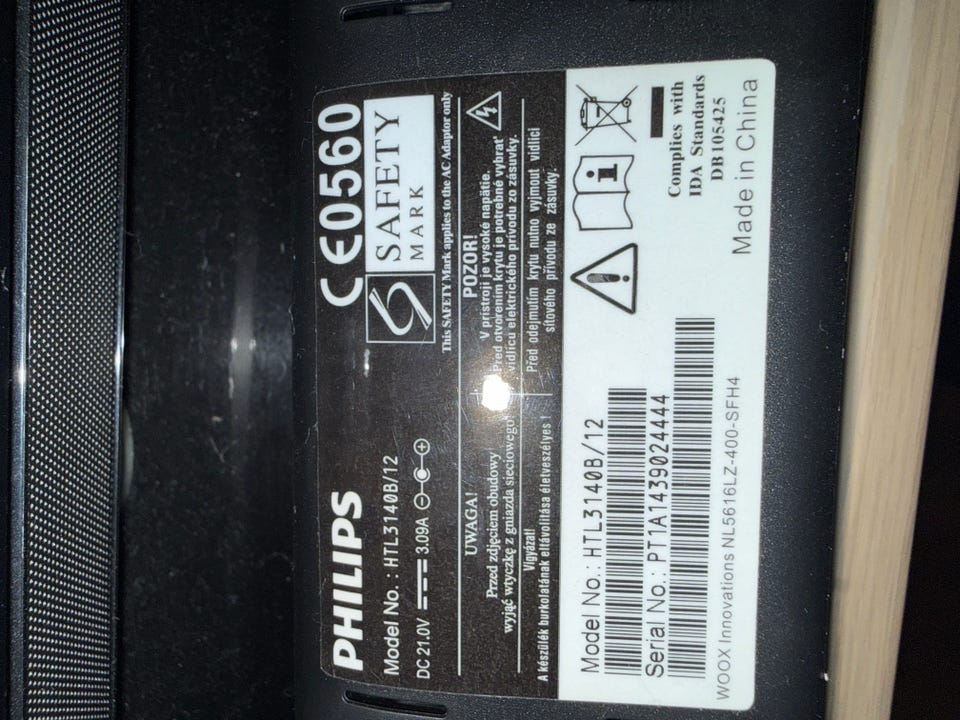 PHILIPS
Model No.: HTL3140B/12
DC 21.0V 3.09A
CE0560
SAFETY
MARK
This SAFETY Mark applies to the AC Adaptor only
UWAGA!
Przed zdjęciem obudowy
wyjąć wtyczkę z gniazda sieciowego
Vigyázat!
A készülék burkolatának eltávolítása életveszélyes !
POZOR!
V prístroji je vysoké napätie.
Pred otvorením krytu je potrebné vybrať
vidlicu elektrického prívodu zo zásuvky.
Před odejmutím krytu nutno vyjmout vidlici
síťového přívodu ze zásuvky.
Model No.: HTL3140B/12
Serial No.: PT1A1439024444
WOOX Innovations NL5616LZ-400-SFH4
Complies with
IDA Standards
DB105425
Made in China